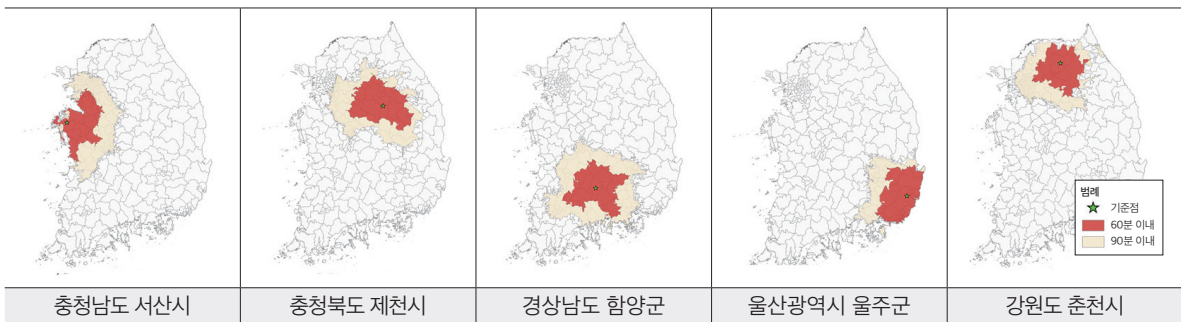 범례
기준점
60분 이내
90분 이내
충청남도 서산시
충청북도 제천시
경상남도 함양군
울산광역시 울주군
강원도 춘천시